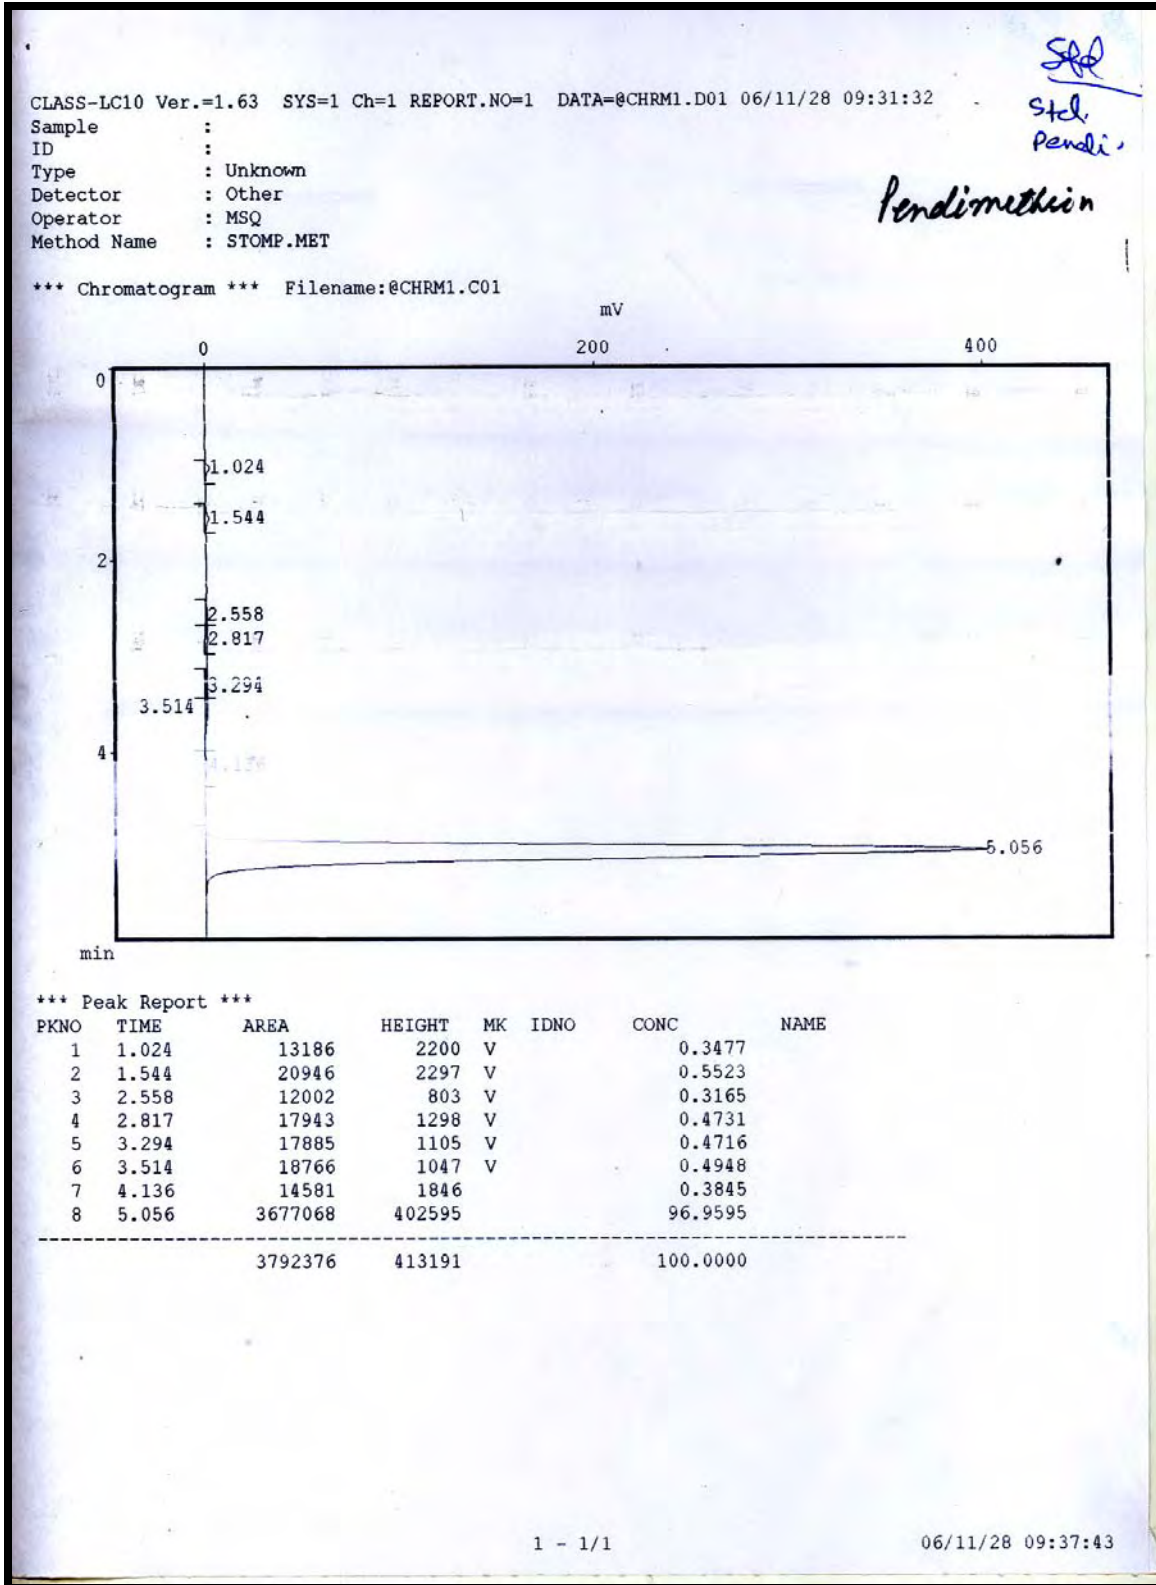 Std
Std.
Pendi.
Pendimethion
CLASS-LC10 Ver.=1.63 SYS=1 Ch=1 REPORT.NO=1 DATA=@CHRM1.D01 06/11/28 09:31:32
Sample :
ID :
Type : Unknown
Detector : Other
Operator : MSQ
Method Name : STOMP.MET
*** Chromatogram *** Filename:@CHRM1.C01
mV
0 200 400
0
1.024
1.544
2
2.558
2.817
3.294
3.514
4
4.136
5.056
min
*** Peak Report ***
PKNO TIME AREA HEIGHT MK IDNO CONC NAME
1 1.024 13186 2200 V 0.3477
2 1.544 20946 2297 V 0.5523
3 2.558 12002 803 V 0.3165
4 2.817 17943 1298 V 0.4731
5 3.294 17885 1105 V 0.4716
6 3.514 18766 1047 V 0.4948
7 4.136 14581 1846 0.3845
8 5.056 3677068 402595 96.9595
3792376 413191 100.0000
1 - 1/1 06/11/28 09:37:43